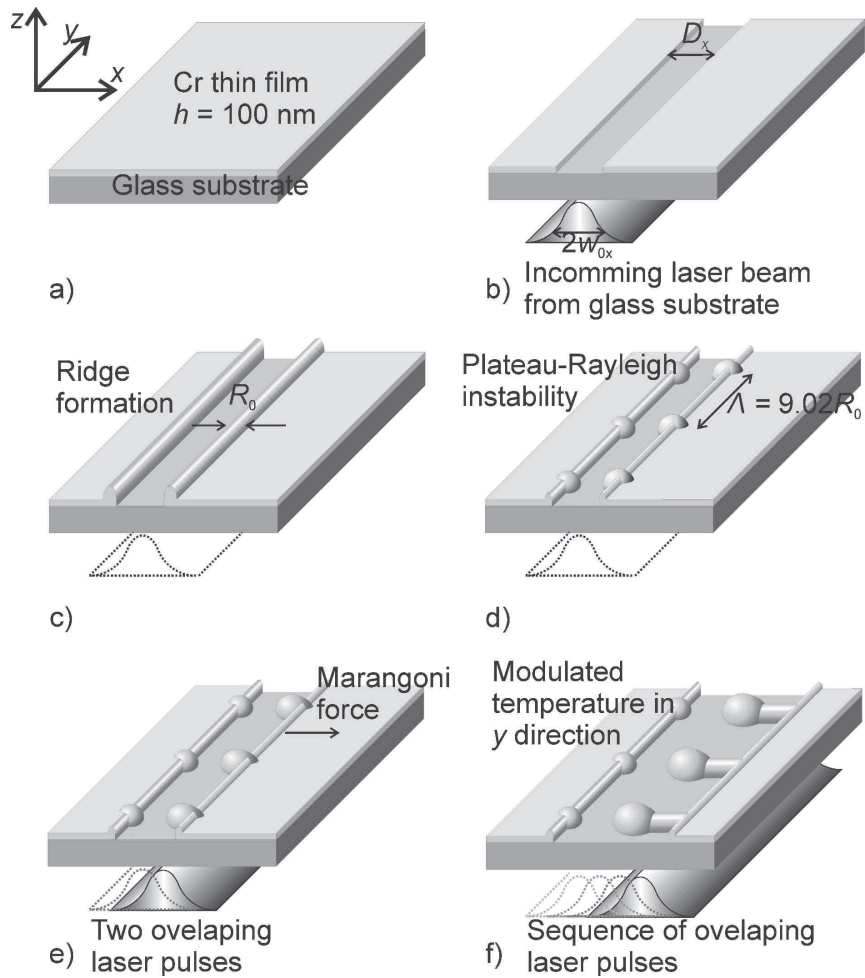 z
y
x
Cr thin film
h = 100 nm
Glass substrate
a)
Dx
2w0x
b) Incomming laser beam
from glass substrate
Ridge
formation
R0
c)
Plateau-Rayleigh
instability
Λ = 9.02R0
d)
Marangoni
force
e) Two ovelaping
laser pulses
Modulated
temperature in
y direction
f) Sequence of ovelaping
laser pulses